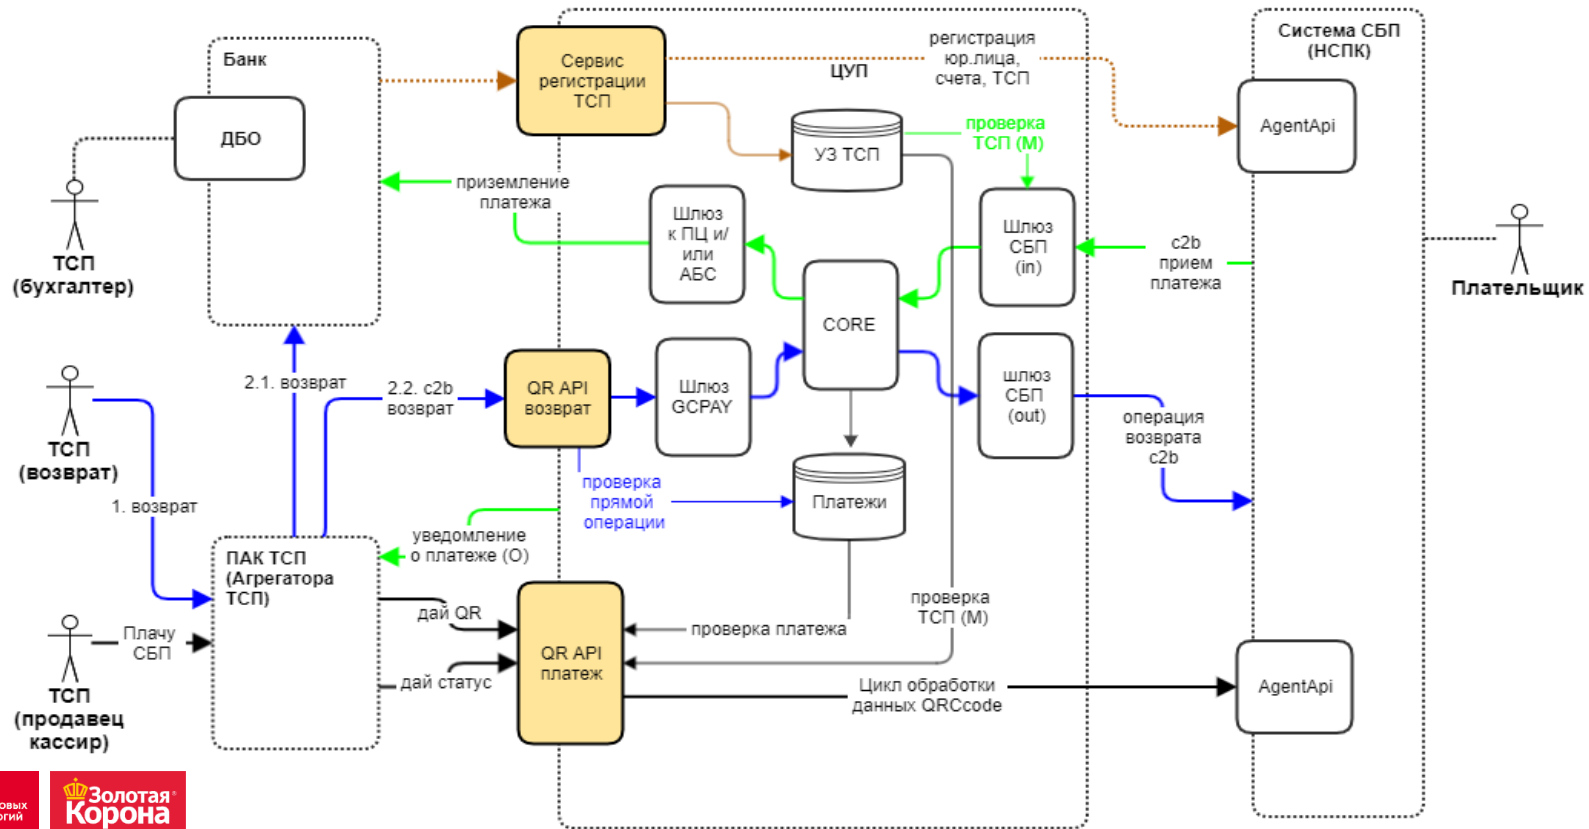 Банк
ДБО
ТСП
(бухгалтер)
Сервис
регистрации
ТСП
ЦУП
регистрация
юр.лица,
счета, ТСП
Система СБП
(НСПК)
AgentApi
УЗ ТСП
проверка
ТСП (М)
приземление
платежа
Шлюз
к ПЦ и/
или
АБС
Шлюз
СБП
(in)
c2b
прием
платежа
Плательщик
CORE
2.1. возврат
2.2. c2b
возврат
QR API
возврат
Шлюз
GCPAY
шлюз
СБП
(out)
операция
возврата
c2b
ТСП
(возврат)
1. возврат
проверка
прямой
операции
Платежи
уведомление
о платеже (О)
ПАК ТСП
(Агрегатора
ТСП)
дай QR
дай статус
Плачу
СБП
ТСП
(продавец
кассир)
QR API
платеж
проверка платежа
проверка
ТСП (М)
Цикл обработки
данных QRCcode
AgentApi
Золотая
Корона